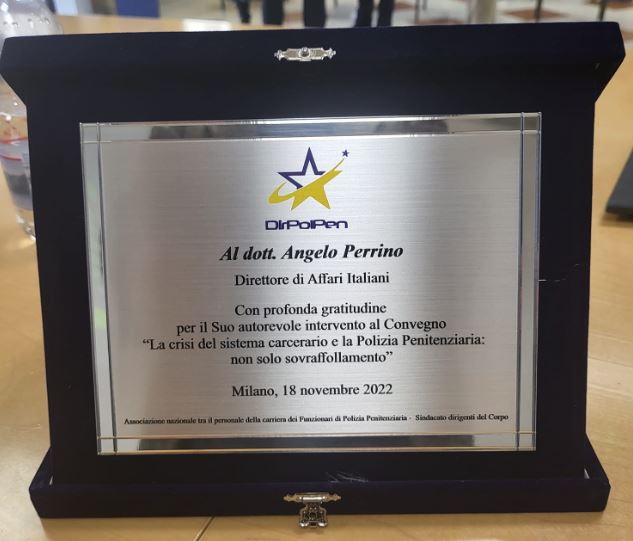 DIrPolPen
Al dott. Angelo Perrino
Direttore di Affari Italiani
Con profonda gratitudine
per il Suo autorevole intervento al Convegno
“La crisi del sistema carcerario e la Polizia Penitenziaria:
non solo sovraffollamento”
Milano, 18 novembre 2022
Associazione nazionale tra il personale della carriera dei Funzionari di Polizia Penitenziaria - Sindacato dirigenti del Corpo